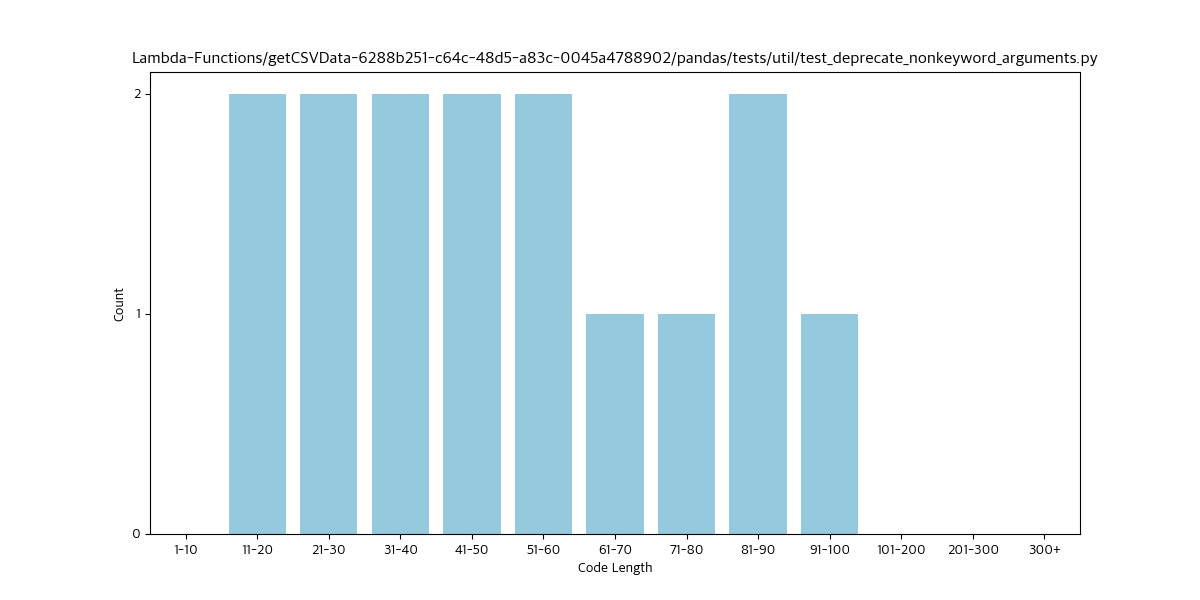 Lambda-Functions/getCSVData-6288b251-c64c-48d5-a83c-0045a4788902/pandas/tests/util/test_deprecate_nonkeyword_arguments.py
2
1
0
Count
1-10 11-20 21-30 31-40 41-50 51-60 61-70 71-80 81-90 91-100 101-200 201-300 300+
Code Length